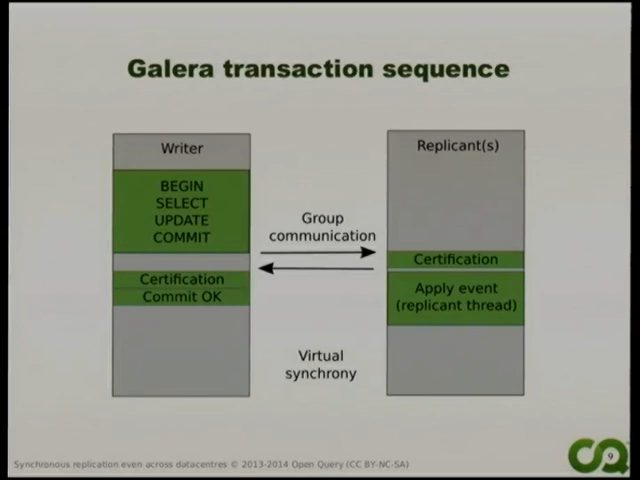 Galera transaction sequence
Writer
BEGIN
SELECT
UPDATE
COMMIT
Certification
Commit OK
Group
communication
Virtual
synchrony
Replicant(s)
Certification
Apply event
(replicant thread)
Synchronous replication even across datacentres © 2013-2014 Open Query (CC BY-NC-SA)
9